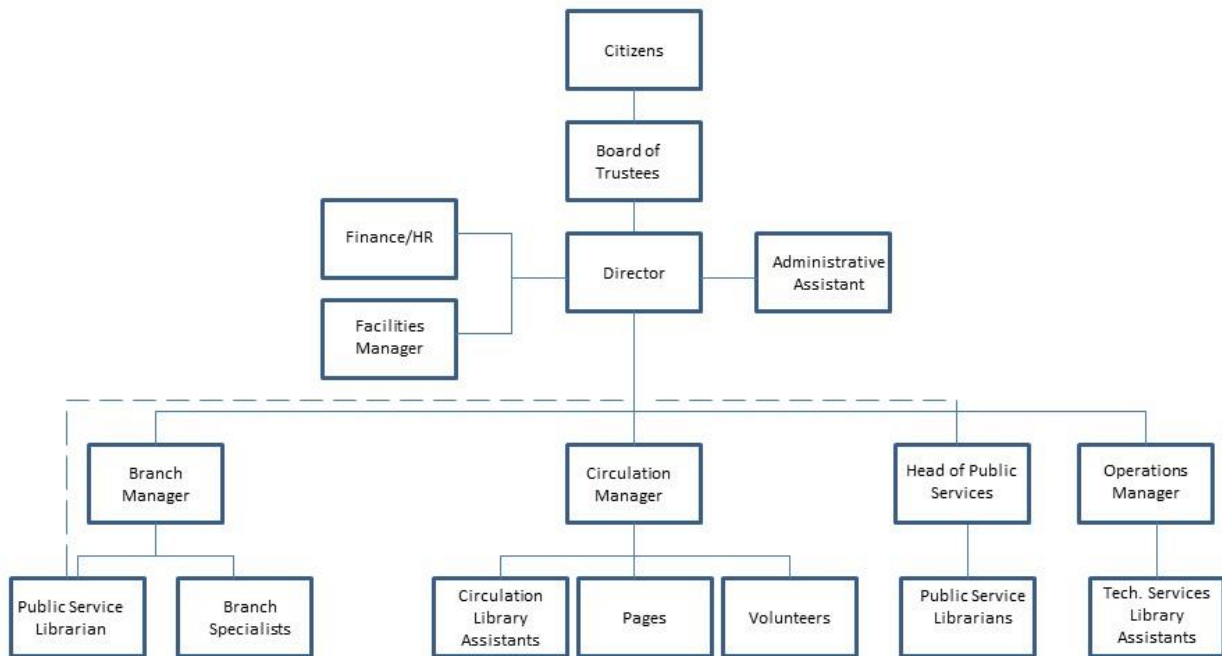 Citizens
Board of
Trustees
Finance/HR
Director
Administrative
Assistant
Facilities
Manager
Branch
Manager
Circulation
Manager
Head of Public
Services
Operations
Manager
Public Service
Librarian
Branch
Specialists
Circulation
Library
Assistants
Pages
Volunteers
Public Service
Librarians
Tech. Services
Library
Assistants